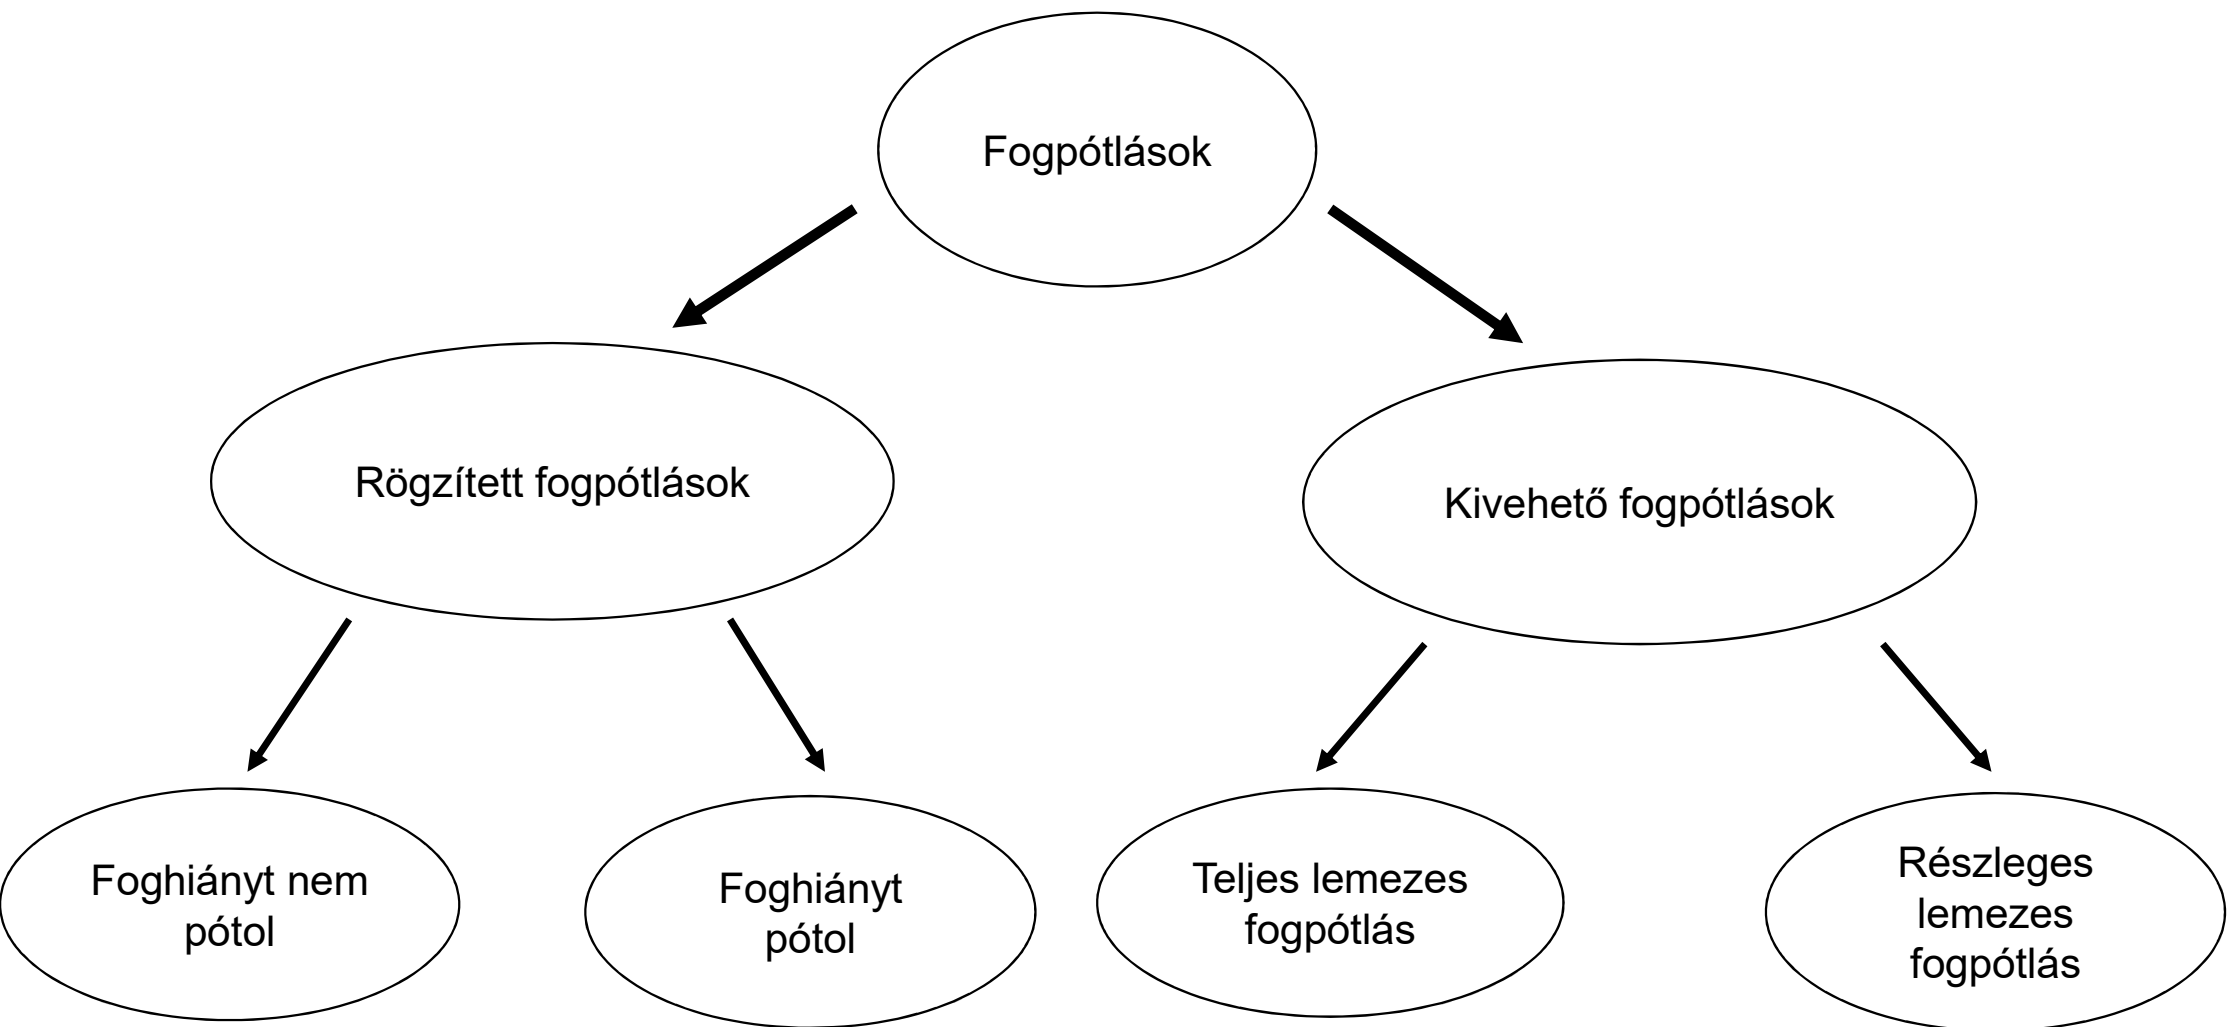 Fogpótlások
Rögzített fogpótlások
Kivehető fogpótlások
Foghiányt nem
pótol
Foghiányt
pótol
Teljes lemezes
fogpótlás
Részleges
lemezes
fogpótlás